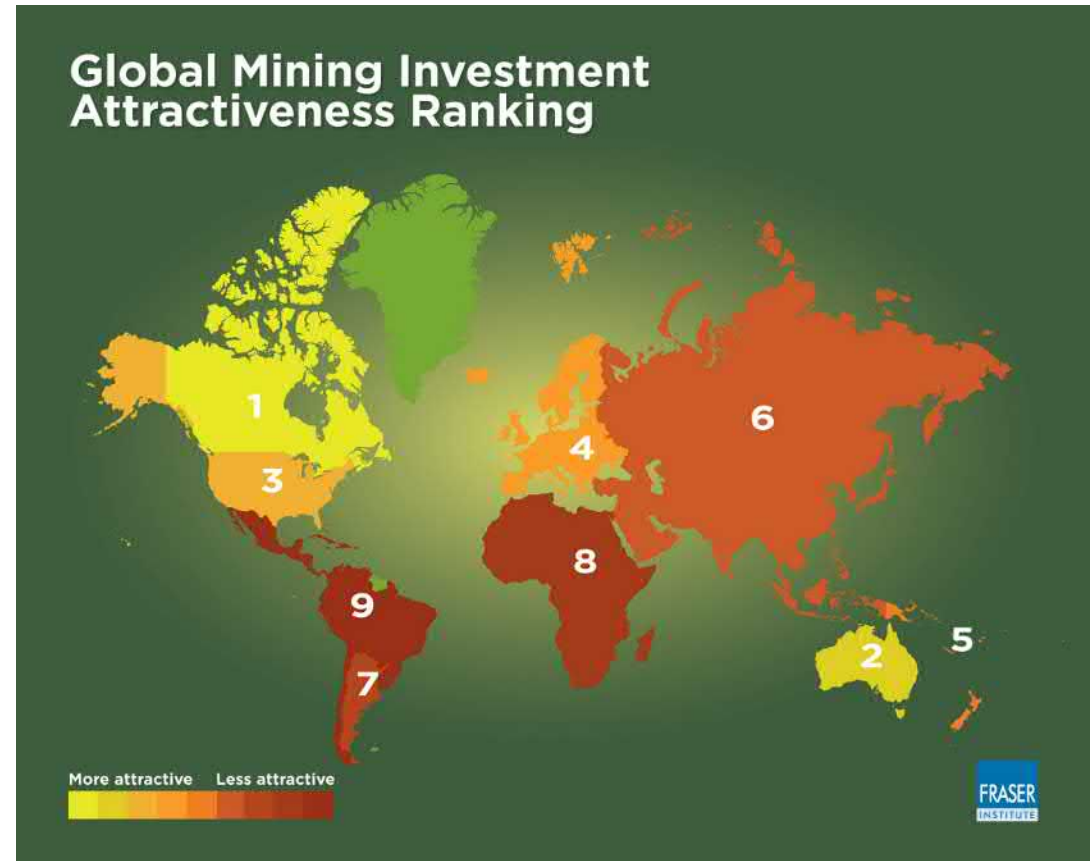 Global Mining Investment
Attractiveness Ranking
1
3
4
6
8
9
7
2
5
More attractive Less attractive
FRASER
INSTITUTE